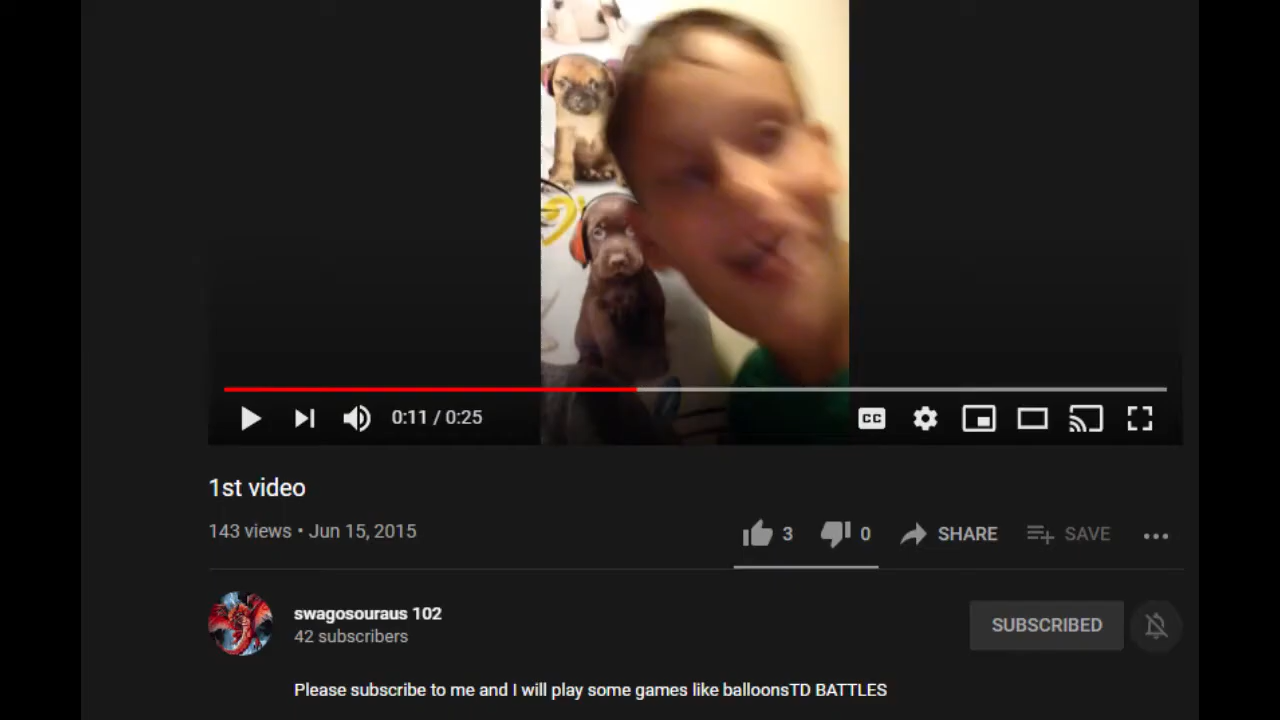 0:11 / 0:25
CC
1st video
143 views • Jun 15, 2015
3
0
SHARE
SAVE
swagosouraus 102
42 subscribers
SUBSCRIBED
Please subscribe to me and I will play some games like balloonsTD BATTLES